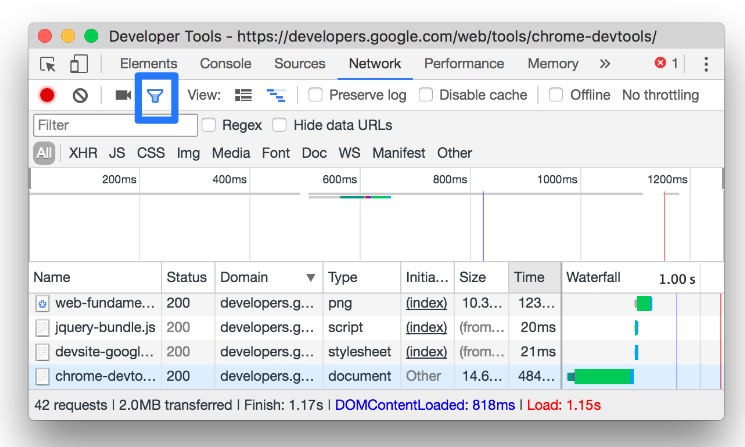 Developer Tools - https://developers.google.com/web/tools/chrome-devtools/
Elements Console Sources Network Performance Memory » 1
View: Preserve log Disable cache Offline No throttling
Filter Regex Hide data URLs
All XHR JS CSS Img Media Font Doc WS Manifest Other
200ms 400ms 600ms 800ms 1000ms 1200ms
Name Status Domain ▼ Type Initia... Size Time Waterfall 1.00 s
web-fundame... 200 developers.g... png (index) 10.3... 123...
jquery-bundle.js 200 developers.g... script (index) (from... 20ms
devsite-googl... 200 developers.g... stylesheet (index) (from... 21ms
chrome-devto... 200 developers.g... document Other 14.6... 484...
42 requests | 2.0MB transferred | Finish: 1.17s | DOMContentLoaded: 818ms | Load: 1.15s